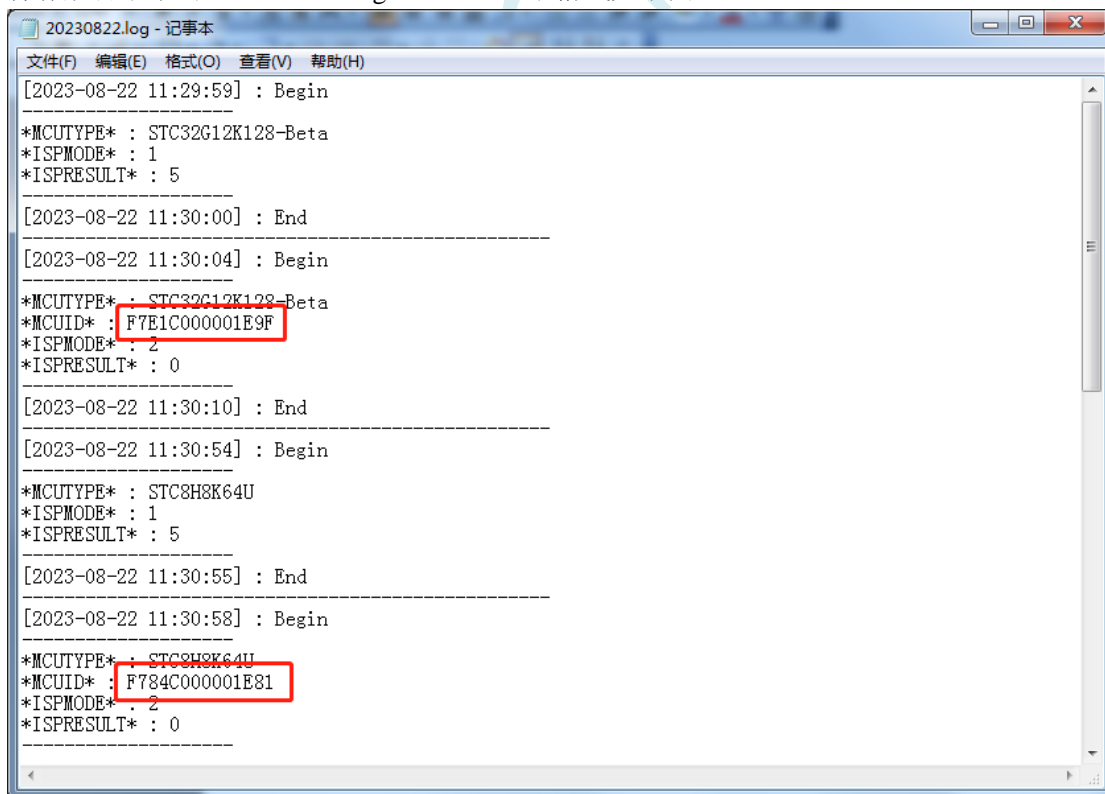 20230822.log - 记事本
文件(F) 编辑(E) 格式(O) 查看(V) 帮助(H)
[2023-08-22 11:29:59] : Begin
--------------------
*MCUTYPE* : STC32G12K128-Beta
*ISPMODE* : 1
*ISPRESULT* : 5
--------------------
[2023-08-22 11:30:00] : End
--------------------------------------------------
[2023-08-22 11:30:04] : Begin
--------------------
*MCUTYPE* : STC32G12K128-Beta
*MCUID* : F7E1C000001E9F
*ISPMODE* : 2
*ISPRESULT* : 0
--------------------
[2023-08-22 11:30:10] : End
--------------------------------------------------
[2023-08-22 11:30:54] : Begin
--------------------
*MCUTYPE* : STC8H8K64U
*ISPMODE* : 1
*ISPRESULT* : 5
--------------------
[2023-08-22 11:30:55] : End
--------------------------------------------------
[2023-08-22 11:30:58] : Begin
--------------------
*MCUTYPE* : STC8H8K64U
*MCUID* : F784C000001E81
*ISPMODE* : 2
*ISPRESULT* : 0
--------------------